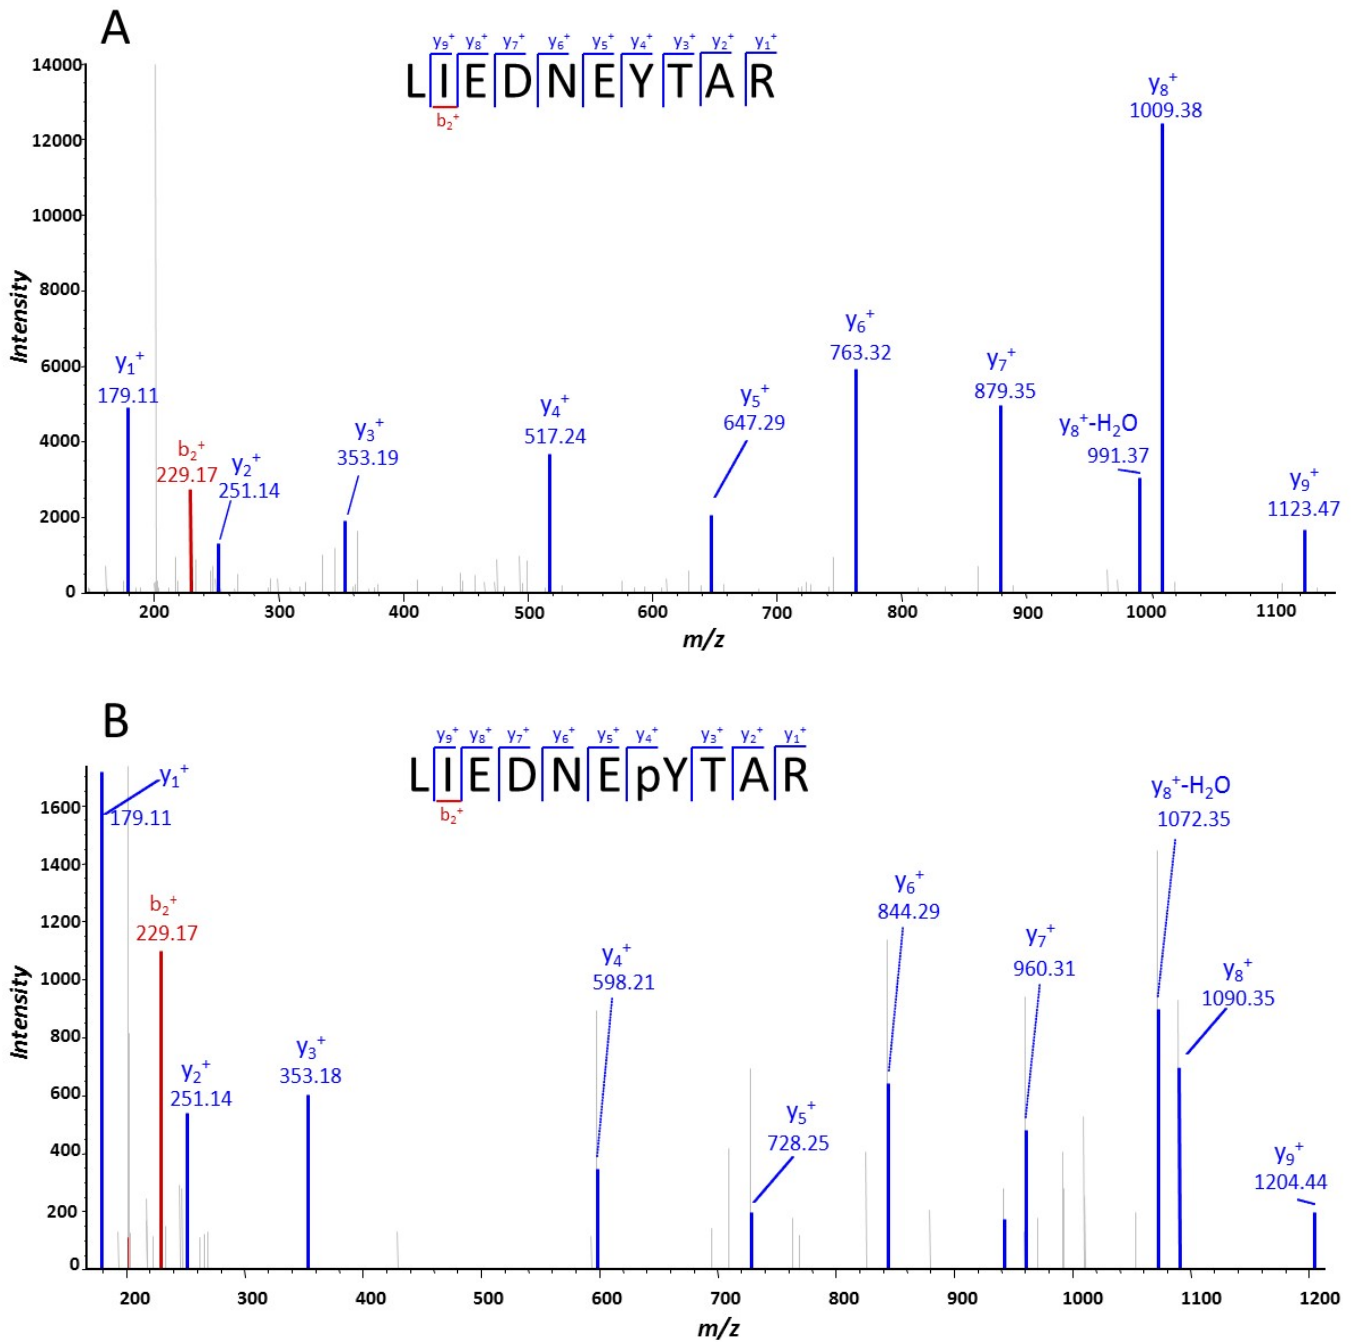 A
y₉⁺ y₈⁺ y₇⁺ y₆⁺ y₅⁺ y₄⁺ y₃⁺ y₂⁺ y₁⁺
LIEDNEYTAR
b₂⁺
14000
12000
10000
8000
6000
4000
2000
0
Intensity
y₁⁺
179.11
b₂⁺
229.17
y₂⁺
251.14
y₃⁺
353.19
y₄⁺
517.24
y₅⁺
647.29
y₆⁺
763.32
y₇⁺
879.35
y₈⁺-H₂O
991.37
y₈⁺
1009.38
y₉⁺
1123.47
200 300 400 500 600 700 800 900 1000 1100
m/z
B
y₉⁺ y₈⁺ y₇⁺ y₆⁺ y₅⁺ y₄⁺ y₃⁺ y₂⁺ y₁⁺
LIEDNEpYTAR
b₂⁺
1600
1400
1200
1000
800
600
400
200
0
Intensity
y₁⁺
179.11
b₂⁺
229.17
y₂⁺
251.14
y₃⁺
353.18
y₄⁺
598.21
y₅⁺
728.25
y₆⁺
844.29
y₇⁺
960.31
y₈⁺-H₂O
1072.35
y₈⁺
1090.35
y₉⁺
1204.44
200 300 400 500 600 700 800 900 1000 1100 1200
m/z